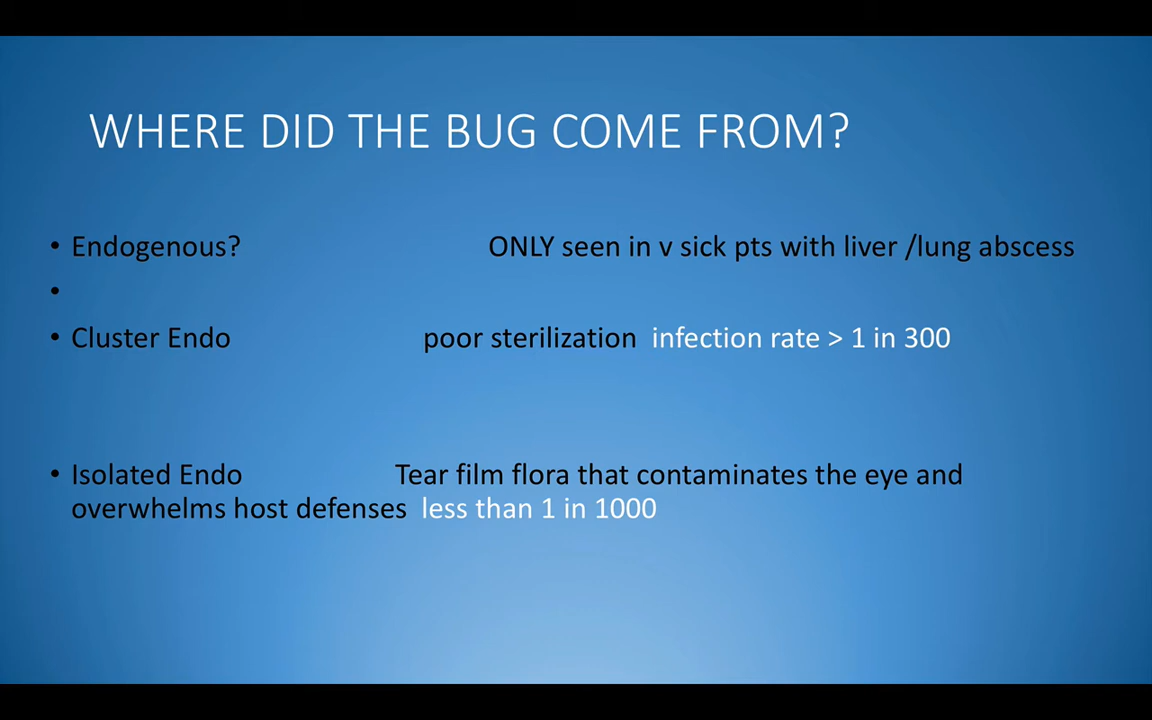 WHERE DID THE BUG COME FROM?
• Endogenous? ONLY seen in v sick pts with liver /lung abscess
•
• Cluster Endo poor sterilization infection rate > 1 in 300
• Isolated Endo Tear film flora that contaminates the eye and
overwhelms host defenses less than 1 in 1000